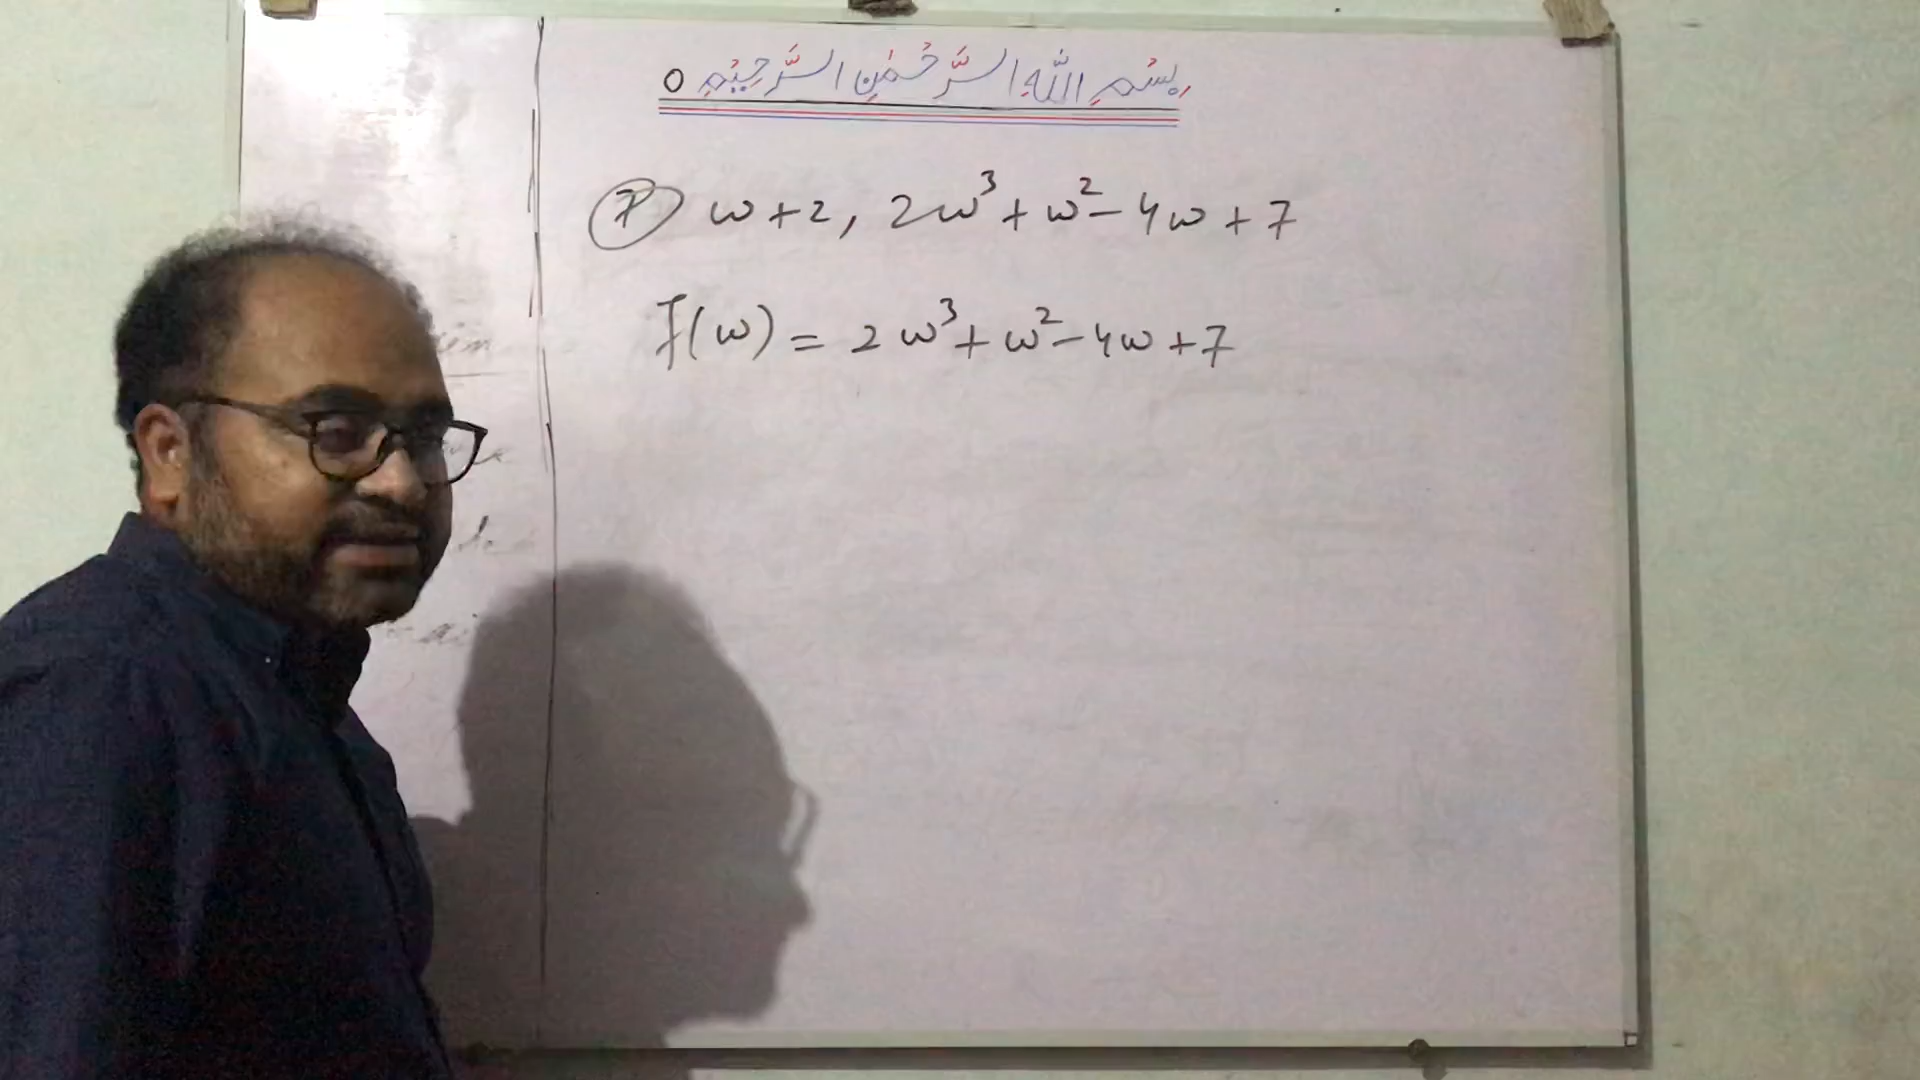 بِسْمِ اللّٰهِ الرَّحْمٰنِ الرَّحِيْمِ ٥
⑦ ω+2, 2ω³+ω²-4ω+7
f(ω) = 2ω³+ω²-4ω+7